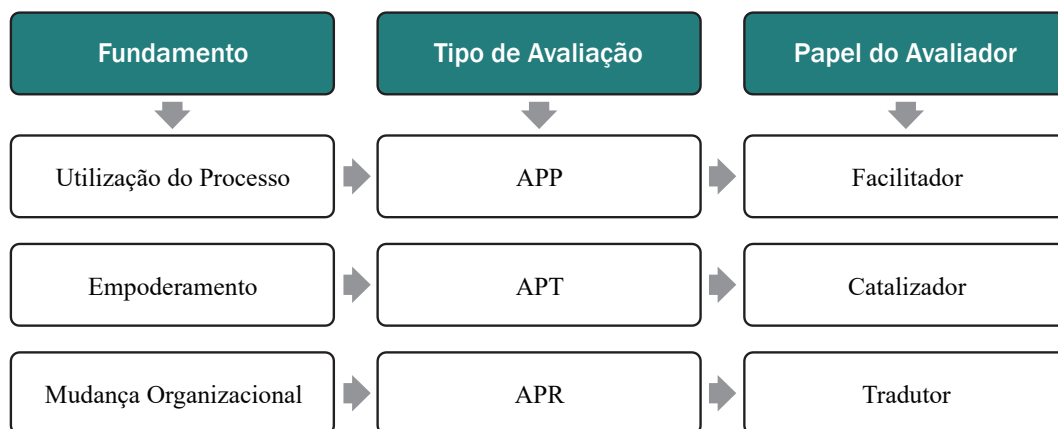 Fundamento
Tipo de Avaliação
Papel do Avaliador
Utilização do Processo
APP
Facilitador
Empoderamento
APT
Catalizador
Mudança Organizacional
APR
Tradutor